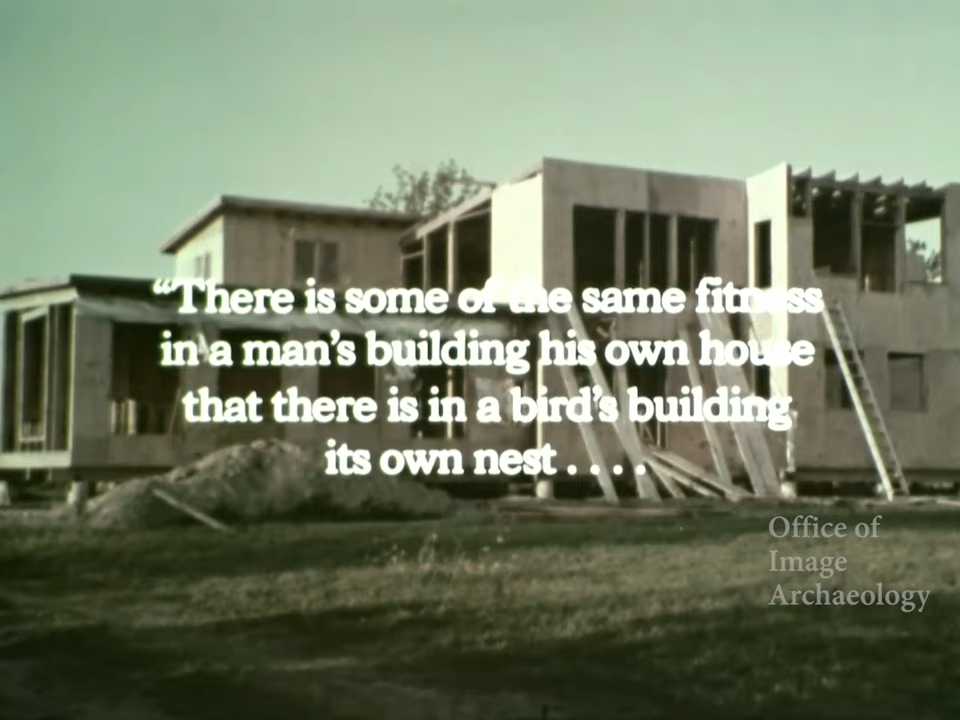 “There is some of the same fitness
in a man’s building his own house
that there is in a bird’s building
its own nest . . . .
Office of
Image
Archaeology